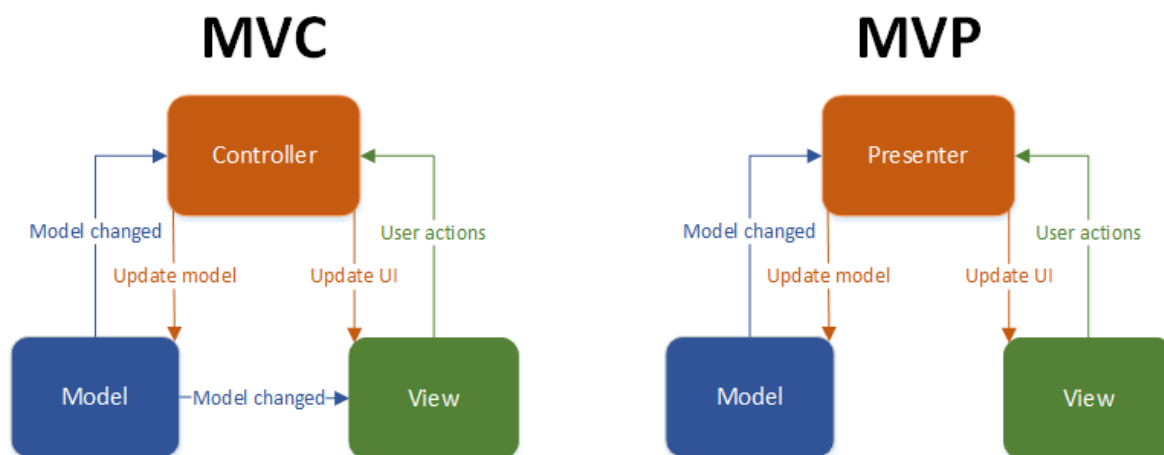 MVC
MVP
Controller
Presenter
Model changed
User actions
Model changed
User actions
Update model
Update UI
Update model
Update UI
Model
Model changed
View
Model
View